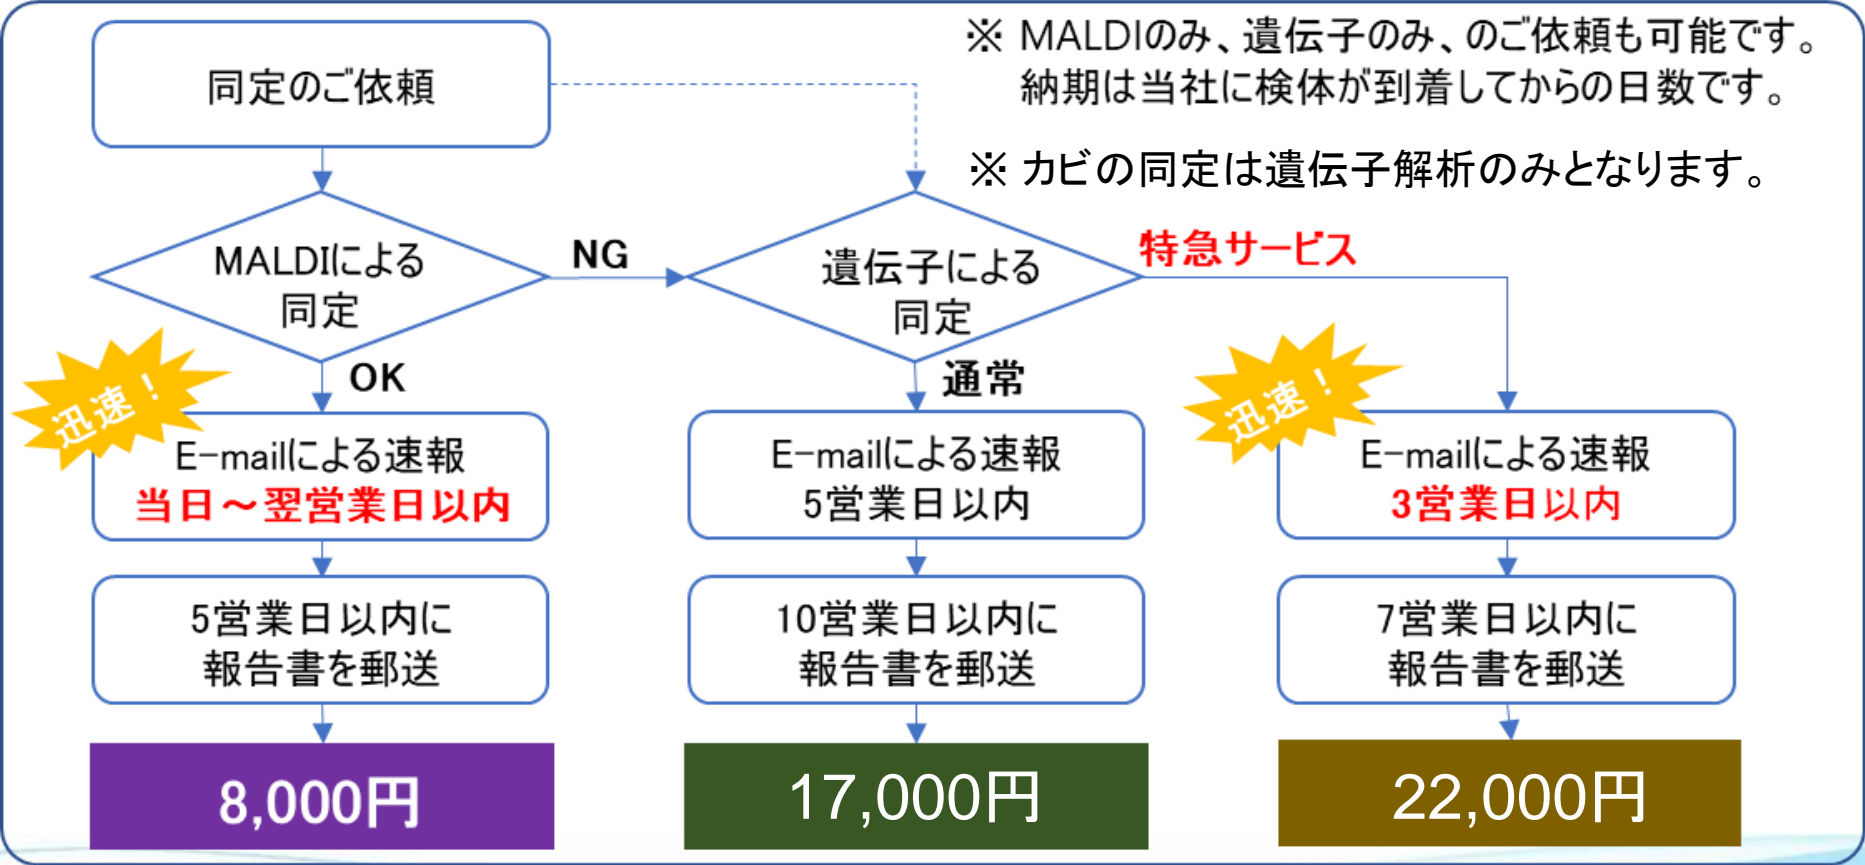 同定のご依頼
※ MALDIのみ、遺伝子のみ、のご依頼も可能です。
納期は当社に検体が到着してからの日数です。
※ カビの同定は遺伝子解析のみとなります。
MALDIによる
同定
NG
遺伝子による
同定
特急サービス
OK
通常
迅速！
E-mailによる速報
当日～翌営業日以内
E-mailによる速報
5営業日以内
迅速！
E-mailによる速報
3営業日以内
5営業日以内に
報告書を郵送
10営業日以内に
報告書を郵送
7営業日以内に
報告書を郵送
8,000円
17,000円
22,000円